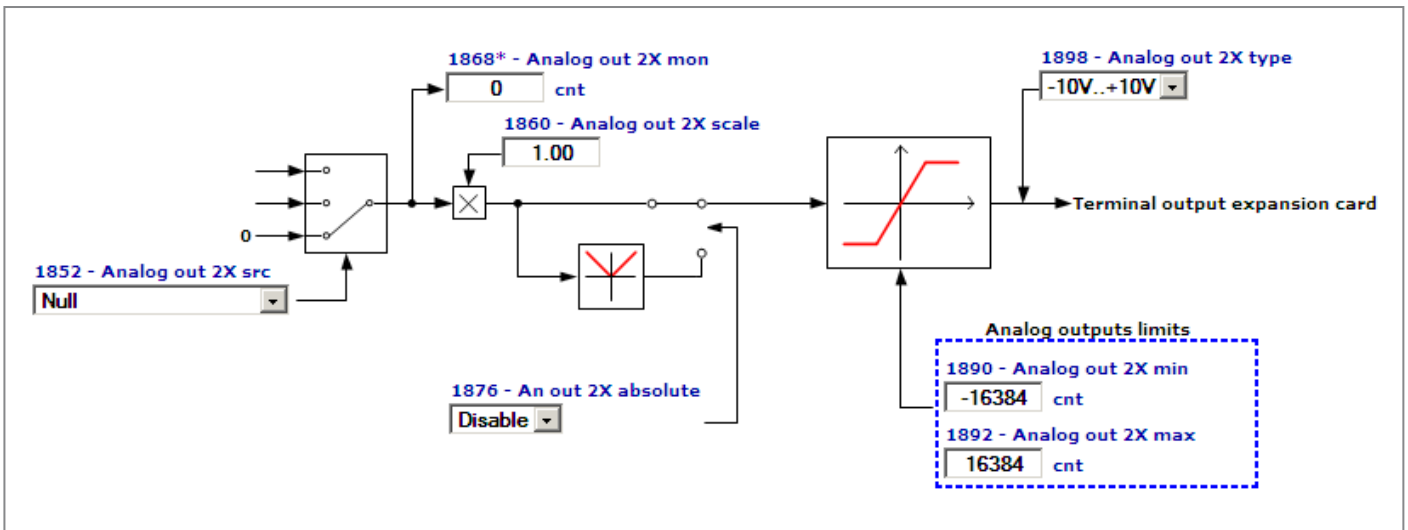 1868* - Analog out 2X mon
0 cnt
1898 - Analog out 2X type
-10V..+10V
1860 - Analog out 2X scale
1.00
Terminal output expansion card
0
1852 - Analog out 2X src
Null
Analog outputs limits
1890 - Analog out 2X min
-16384 cnt
1876 - An out 2X absolute
Disable
1892 - Analog out 2X max
16384 cnt